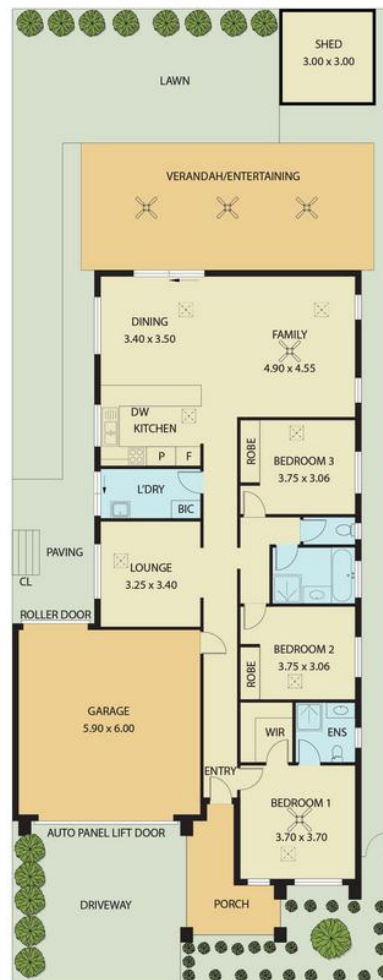 SHED
3.00 x 3.00
LAWN
VERANDAH/ENTERTAINING
DINING
3.40 x 3.50
FAMILY
4.90 x 4.55
DW
KITCHEN
P
F
ROBE
BEDROOM 3
3.75 x 3.06
L'DRY
BIC
PAVING
LOUNGE
3.25 x 3.40
CL
ROLLER DOOR
BEDROOM 2
3.75 x 3.06
ROBE
GARAGE
5.90 x 6.00
WIR
ENS
ENTRY
BEDROOM 1
3.70 x 3.70
AUTO PANEL LIFT DOOR
DRIVEWAY
PORCH